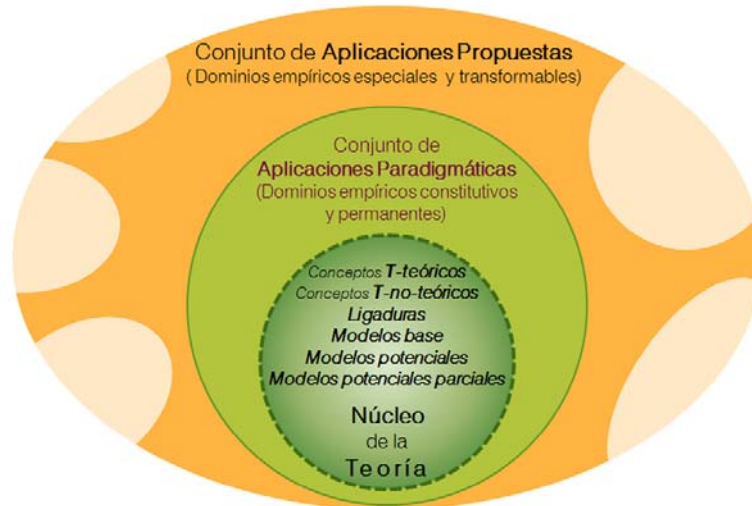 Conjunto de Aplicaciones Propuestas
( Dominios empíricos especiales y transformables)
Conjunto de
Aplicaciones Paradigmáticas
(Dominios empíricos constitutivos
y permanentes)
Conceptos T-teóricos
Conceptos T-no-teóricos
Ligaduras
Modelos base
Modelos potenciales
Modelos potenciales parciales
Núcleo
de la
Teoría